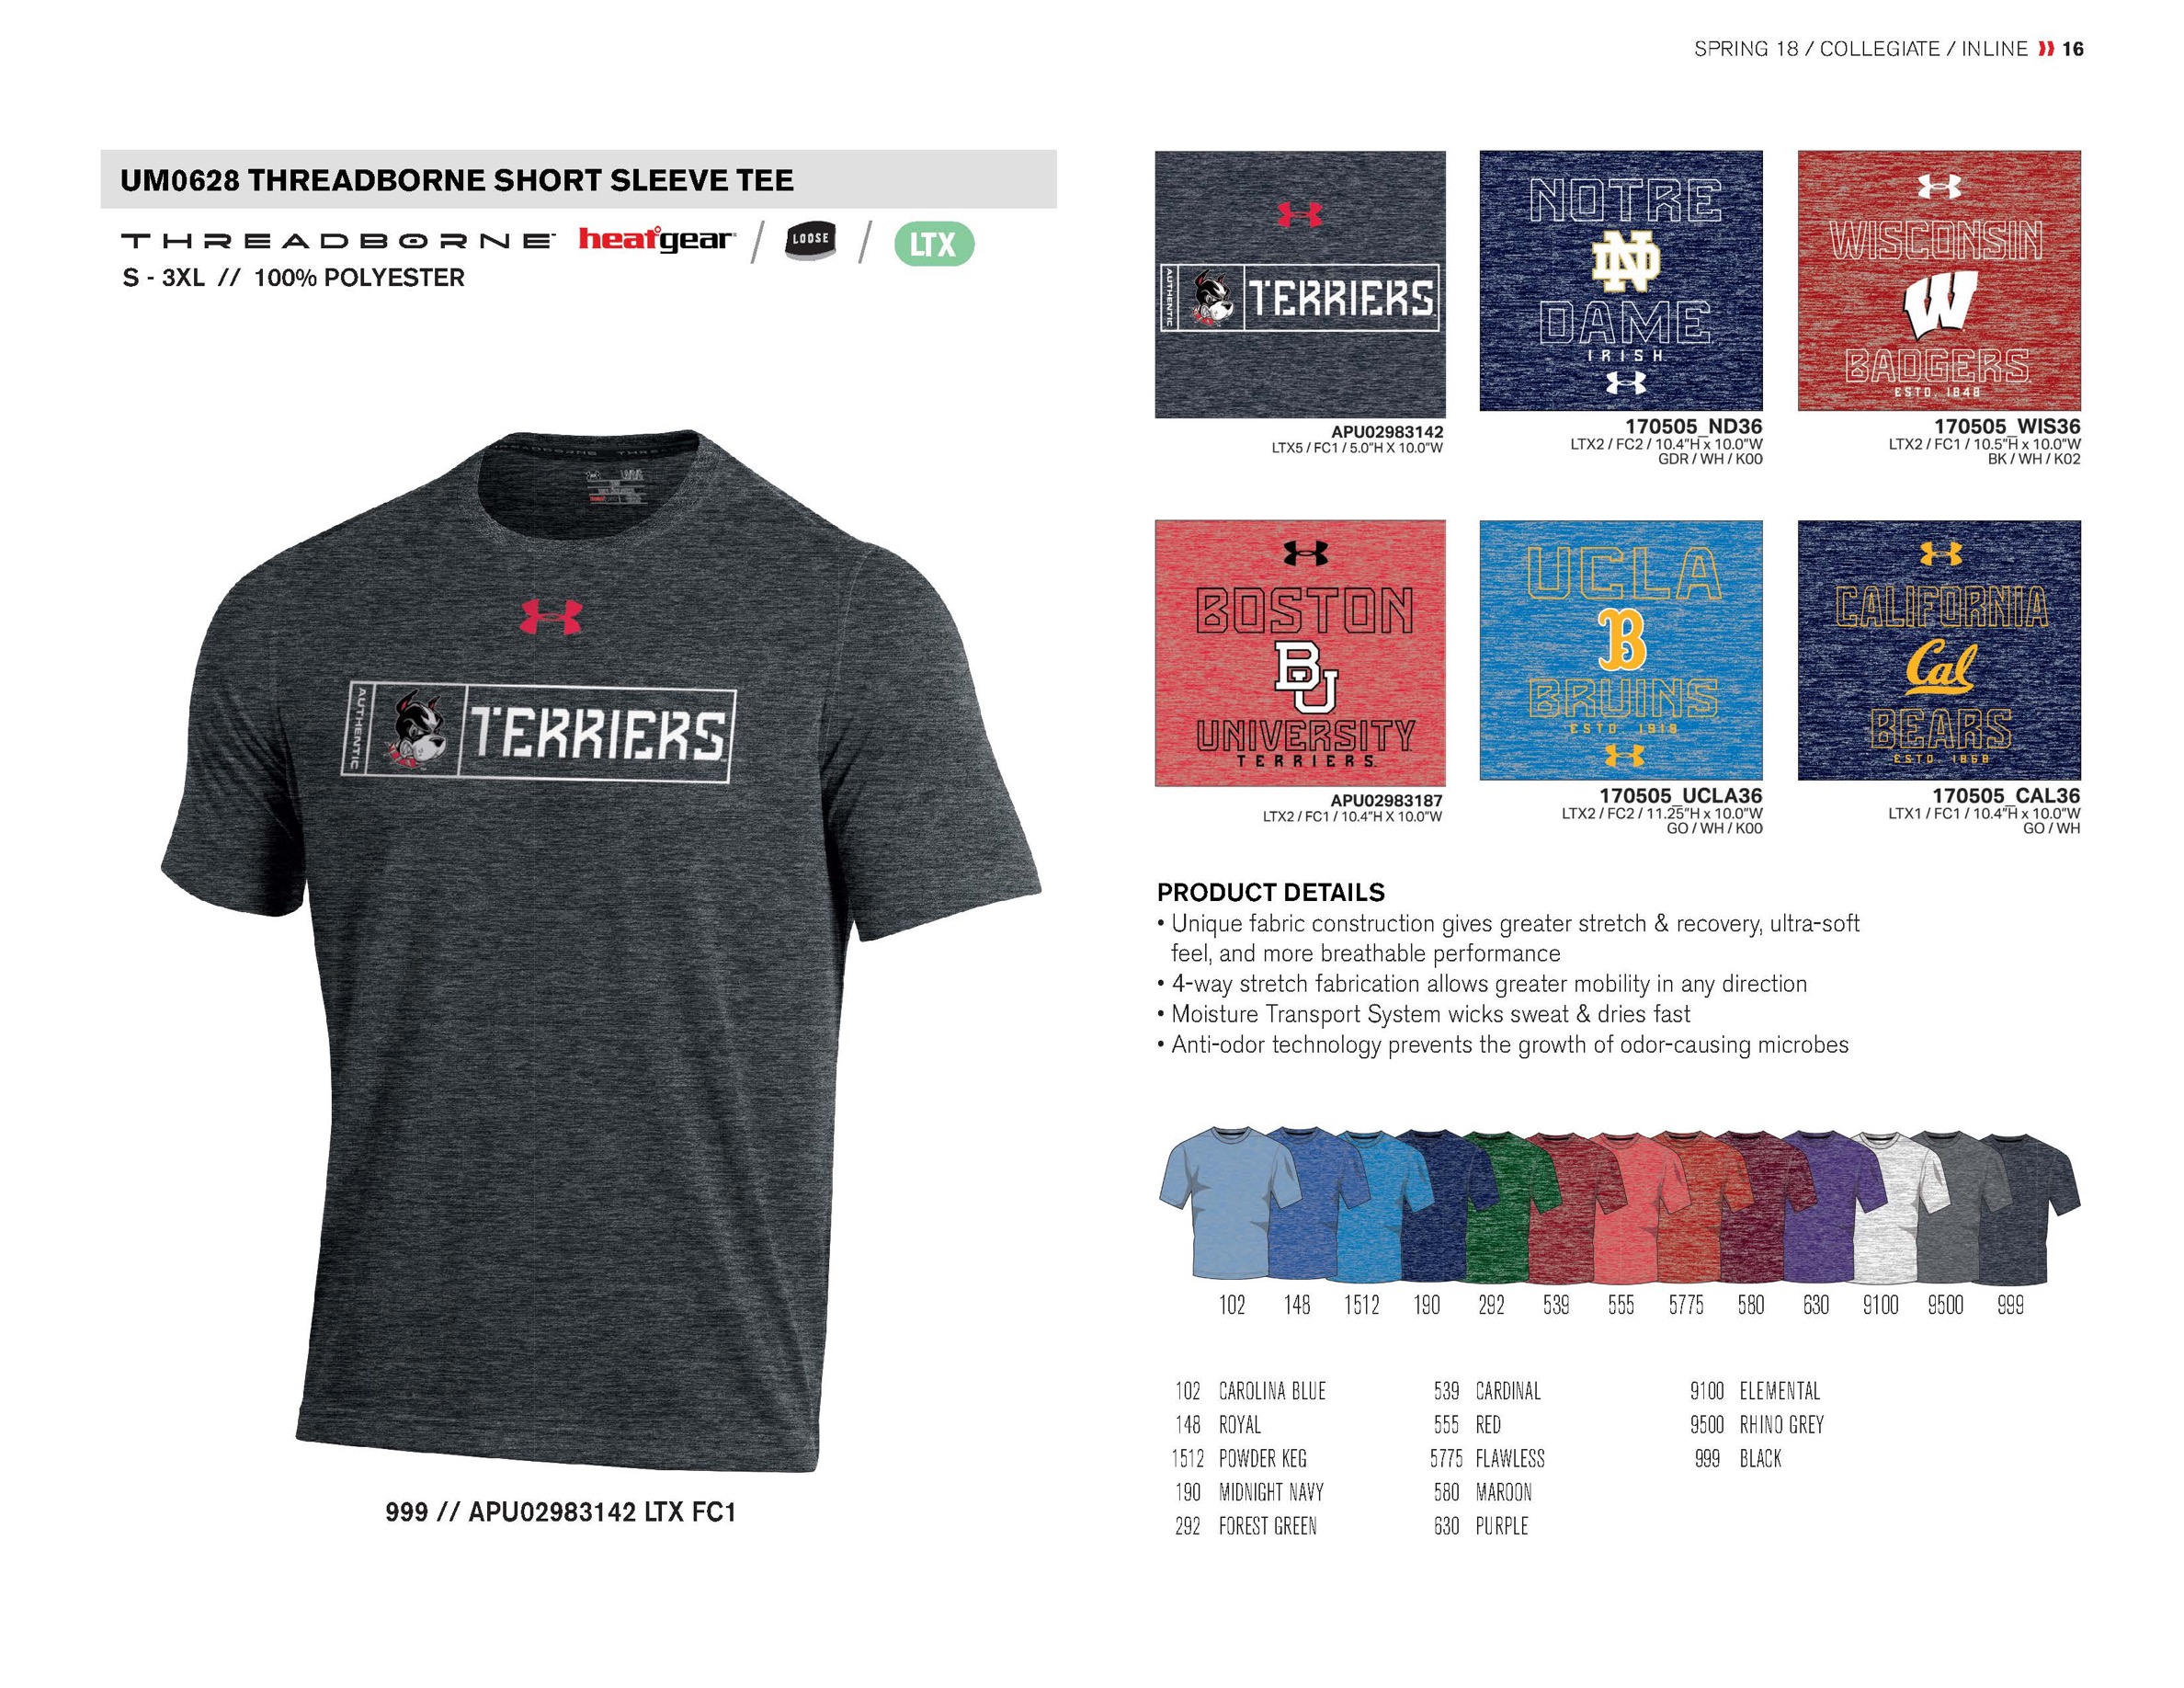 SPRING 18 / COLLEGIATE / INLINE 16
UM0628 THREADBORNE SHORT SLEEVE TEE
THREADBORNE heatgear / LOOSE / LTX
S - 3XL // 100% POLYESTER
AUTHENTIC
TERRIERS
999 // APU02983142 LTX FC1
AUTHENTIC
TERRIERS
APU02983142
LTX5 / FC1 / 5.0"H X 10.0"W
NOTRE
ND
DAME
IRISH
170505_ND36
LTX2 / FC2 / 10.4"H x 10.0"W
GDR / WH / K00
WISCONSIN
W
BADGERS
ESTD. 1848
170505_WIS36
LTX2 / FC1 / 10.5"H x 10.0"W
BK / WH / K02
BOSTON
BU
UNIVERSITY
TERRIERS
APU02983187
LTX2 / FC1 / 10.4"H X 10.0"W
UCLA
B
BRUINS
ESTD 1919
170505_UCLA36
LTX2 / FC2 / 11.25"H x 10.0"W
GO / WH / K00
CALIFORNIA
Cal
BEARS
ESTD 1868
170505_CAL36
LTX1 / FC1 / 10.4"H x 10.0"W
GO / WH
PRODUCT DETAILS
• Unique fabric construction gives greater stretch & recovery, ultra-soft
feel, and more breathable performance
• 4-way stretch fabrication allows greater mobility in any direction
• Moisture Transport System wicks sweat & dries fast
• Anti-odor technology prevents the growth of odor-causing microbes
102 148 1512 190 292 539 555 5775 580 630 9100 9500 999
102 CAROLINA BLUE
148 ROYAL
1512 POWDER KEG
190 MIDNIGHT NAVY
292 FOREST GREEN
539 CARDINAL
555 RED
5775 FLAWLESS
580 MAROON
630 PURPLE
9100 ELEMENTAL
9500 RHINO GREY
999 BLACK